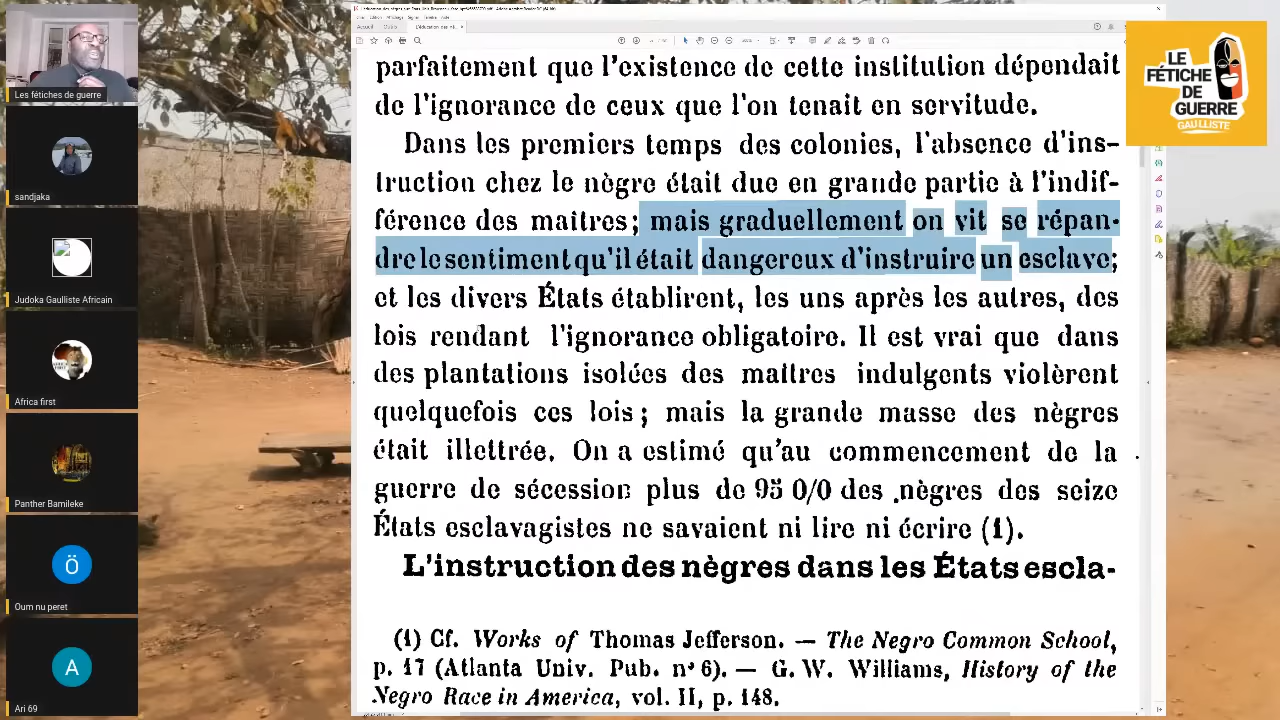 Les fétiches de guerre
sandjaka
Judoka Gaulliste Africain
Africa first
Panther Bamileke
Ö
Oum nu peret
A
Ari 69
parfaitement que l'existence de cette institution dépendait
de l'ignorance de ceux que l'on tenait en servitude.
Dans les premiers temps des colonies, l'absence d'ins-
truction chez le nègre était due en grande partie à l'indif-
férence des maîtres; mais graduellement on vit se répan-
dre le sentiment qu'il était dangereux d'instruire un esclave;
et les divers États établirent, les uns après les autres, des
lois rendant l'ignorance obligatoire. Il est vrai que dans
des plantations isolées des maîtres indulgents violèrent
quelquefois ces lois; mais la grande masse des nègres
était illettrée. On a estimé qu'au commencement de la
guerre de sécession plus de 95 0/0 des nègres des seize
États esclavagistes ne savaient ni lire ni écrire (1).
L'instruction des nègres dans les États escla-
(1) Cf. Works of Thomas Jefferson. — The Negro Common School,
p. 17 (Atlanta Univ. Pub. n° 6). — G. W. Williams, History of the
Negro Race in America, vol. II, p. 148.
LE
FÉTICHE
DE
GUERRE
GAULLISTE